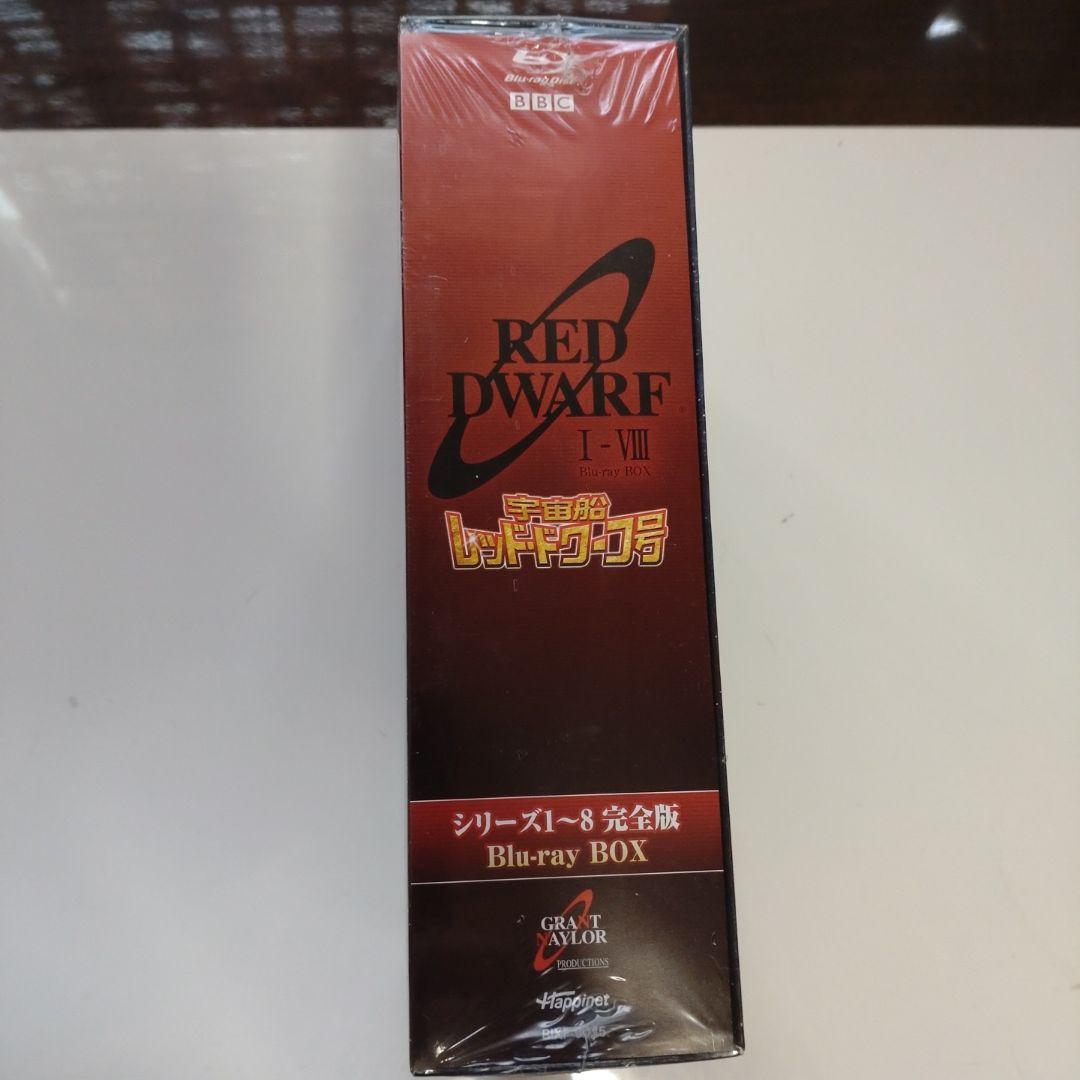 Blu-ray Disc
BBC
RED
DWARF
I - VIII
Blu-ray BOX
宇宙船
レッド・ドワーフ号
シリーズ1～8 完全版
Blu-ray BOX
GRANT
NAYLOR
PRODUCTIONS
Happinet